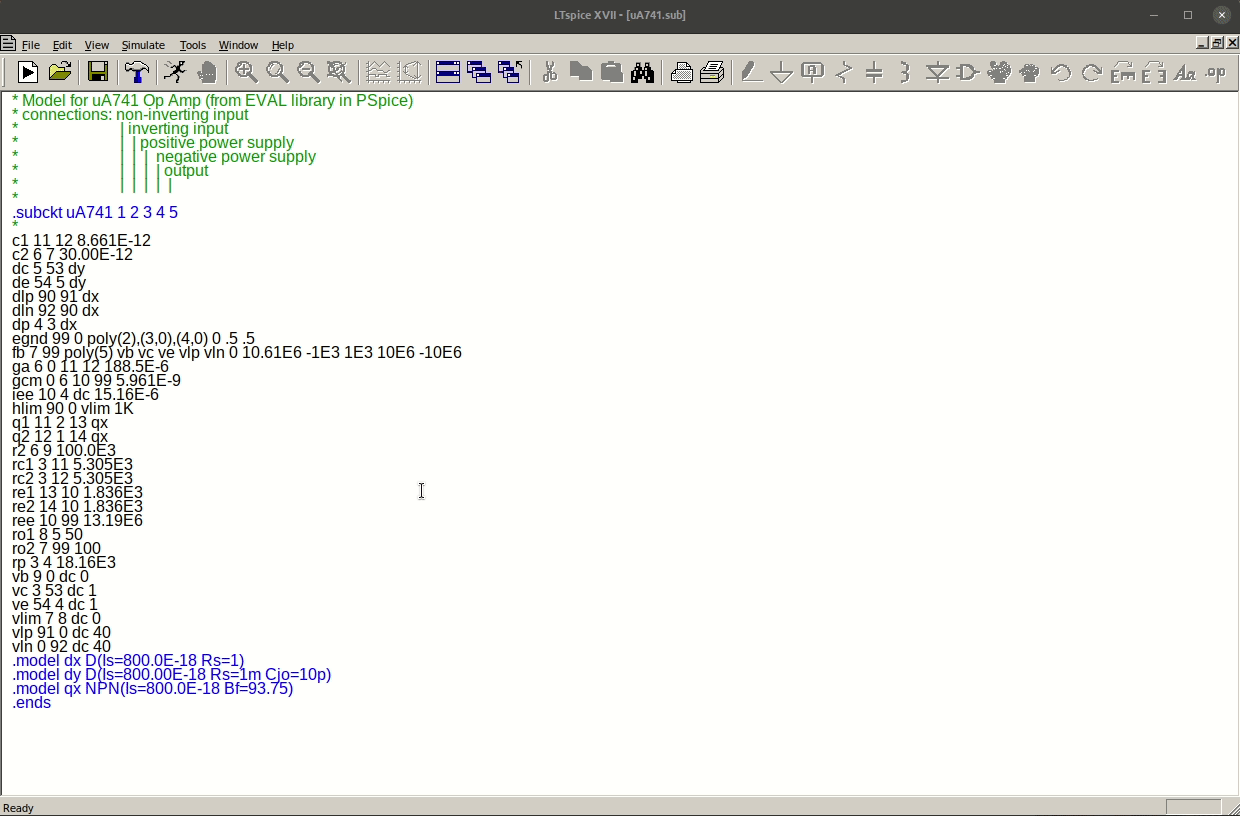 LTspice XVII - [uA741.sub]
File Edit View Simulate Tools Window Help
* Model for uA741 Op Amp (from EVAL library in PSpice)
* connections: non-inverting input
* | inverting input
* | | positive power supply
* | | | negative power supply
* | | | | output
* | | | | |
*
.subckt uA741 1 2 3 4 5
*
c1 11 12 8.661E-12
c2 6 7 30.00E-12
dc 5 53 dy
de 54 5 dy
dlp 90 91 dx
dln 92 90 dx
dp 4 3 dx
egnd 99 0 poly(2),(3,0),(4,0) 0 .5 .5
fb 7 99 poly(5) vb vc ve vlp vln 0 10.61E6 -1E3 1E3 10E6 -10E6
ga 6 0 11 12 188.5E-6
gcm 0 6 10 99 5.961E-9
iee 10 4 dc 15.16E-6
hlim 90 0 vlim 1K
q1 11 2 13 qx
q2 12 1 14 qx
r2 6 9 100.0E3
rc1 3 11 5.305E3
rc2 3 12 5.305E3
re1 13 10 1.836E3
re2 14 10 1.836E3
ree 10 99 13.19E6
ro1 8 5 50
ro2 7 99 100
rp 3 4 18.16E3
vb 9 0 dc 0
vc 3 53 dc 1
ve 54 4 dc 1
vlim 7 8 dc 0
vlp 91 0 dc 40
vln 0 92 dc 40
.model dx D(Is=800.0E-18 Rs=1)
.model dy D(Is=800.00E-18 Rs=1m Cjo=10p)
.model qx NPN(Is=800.0E-18 Bf=93.75)
.ends
Ready